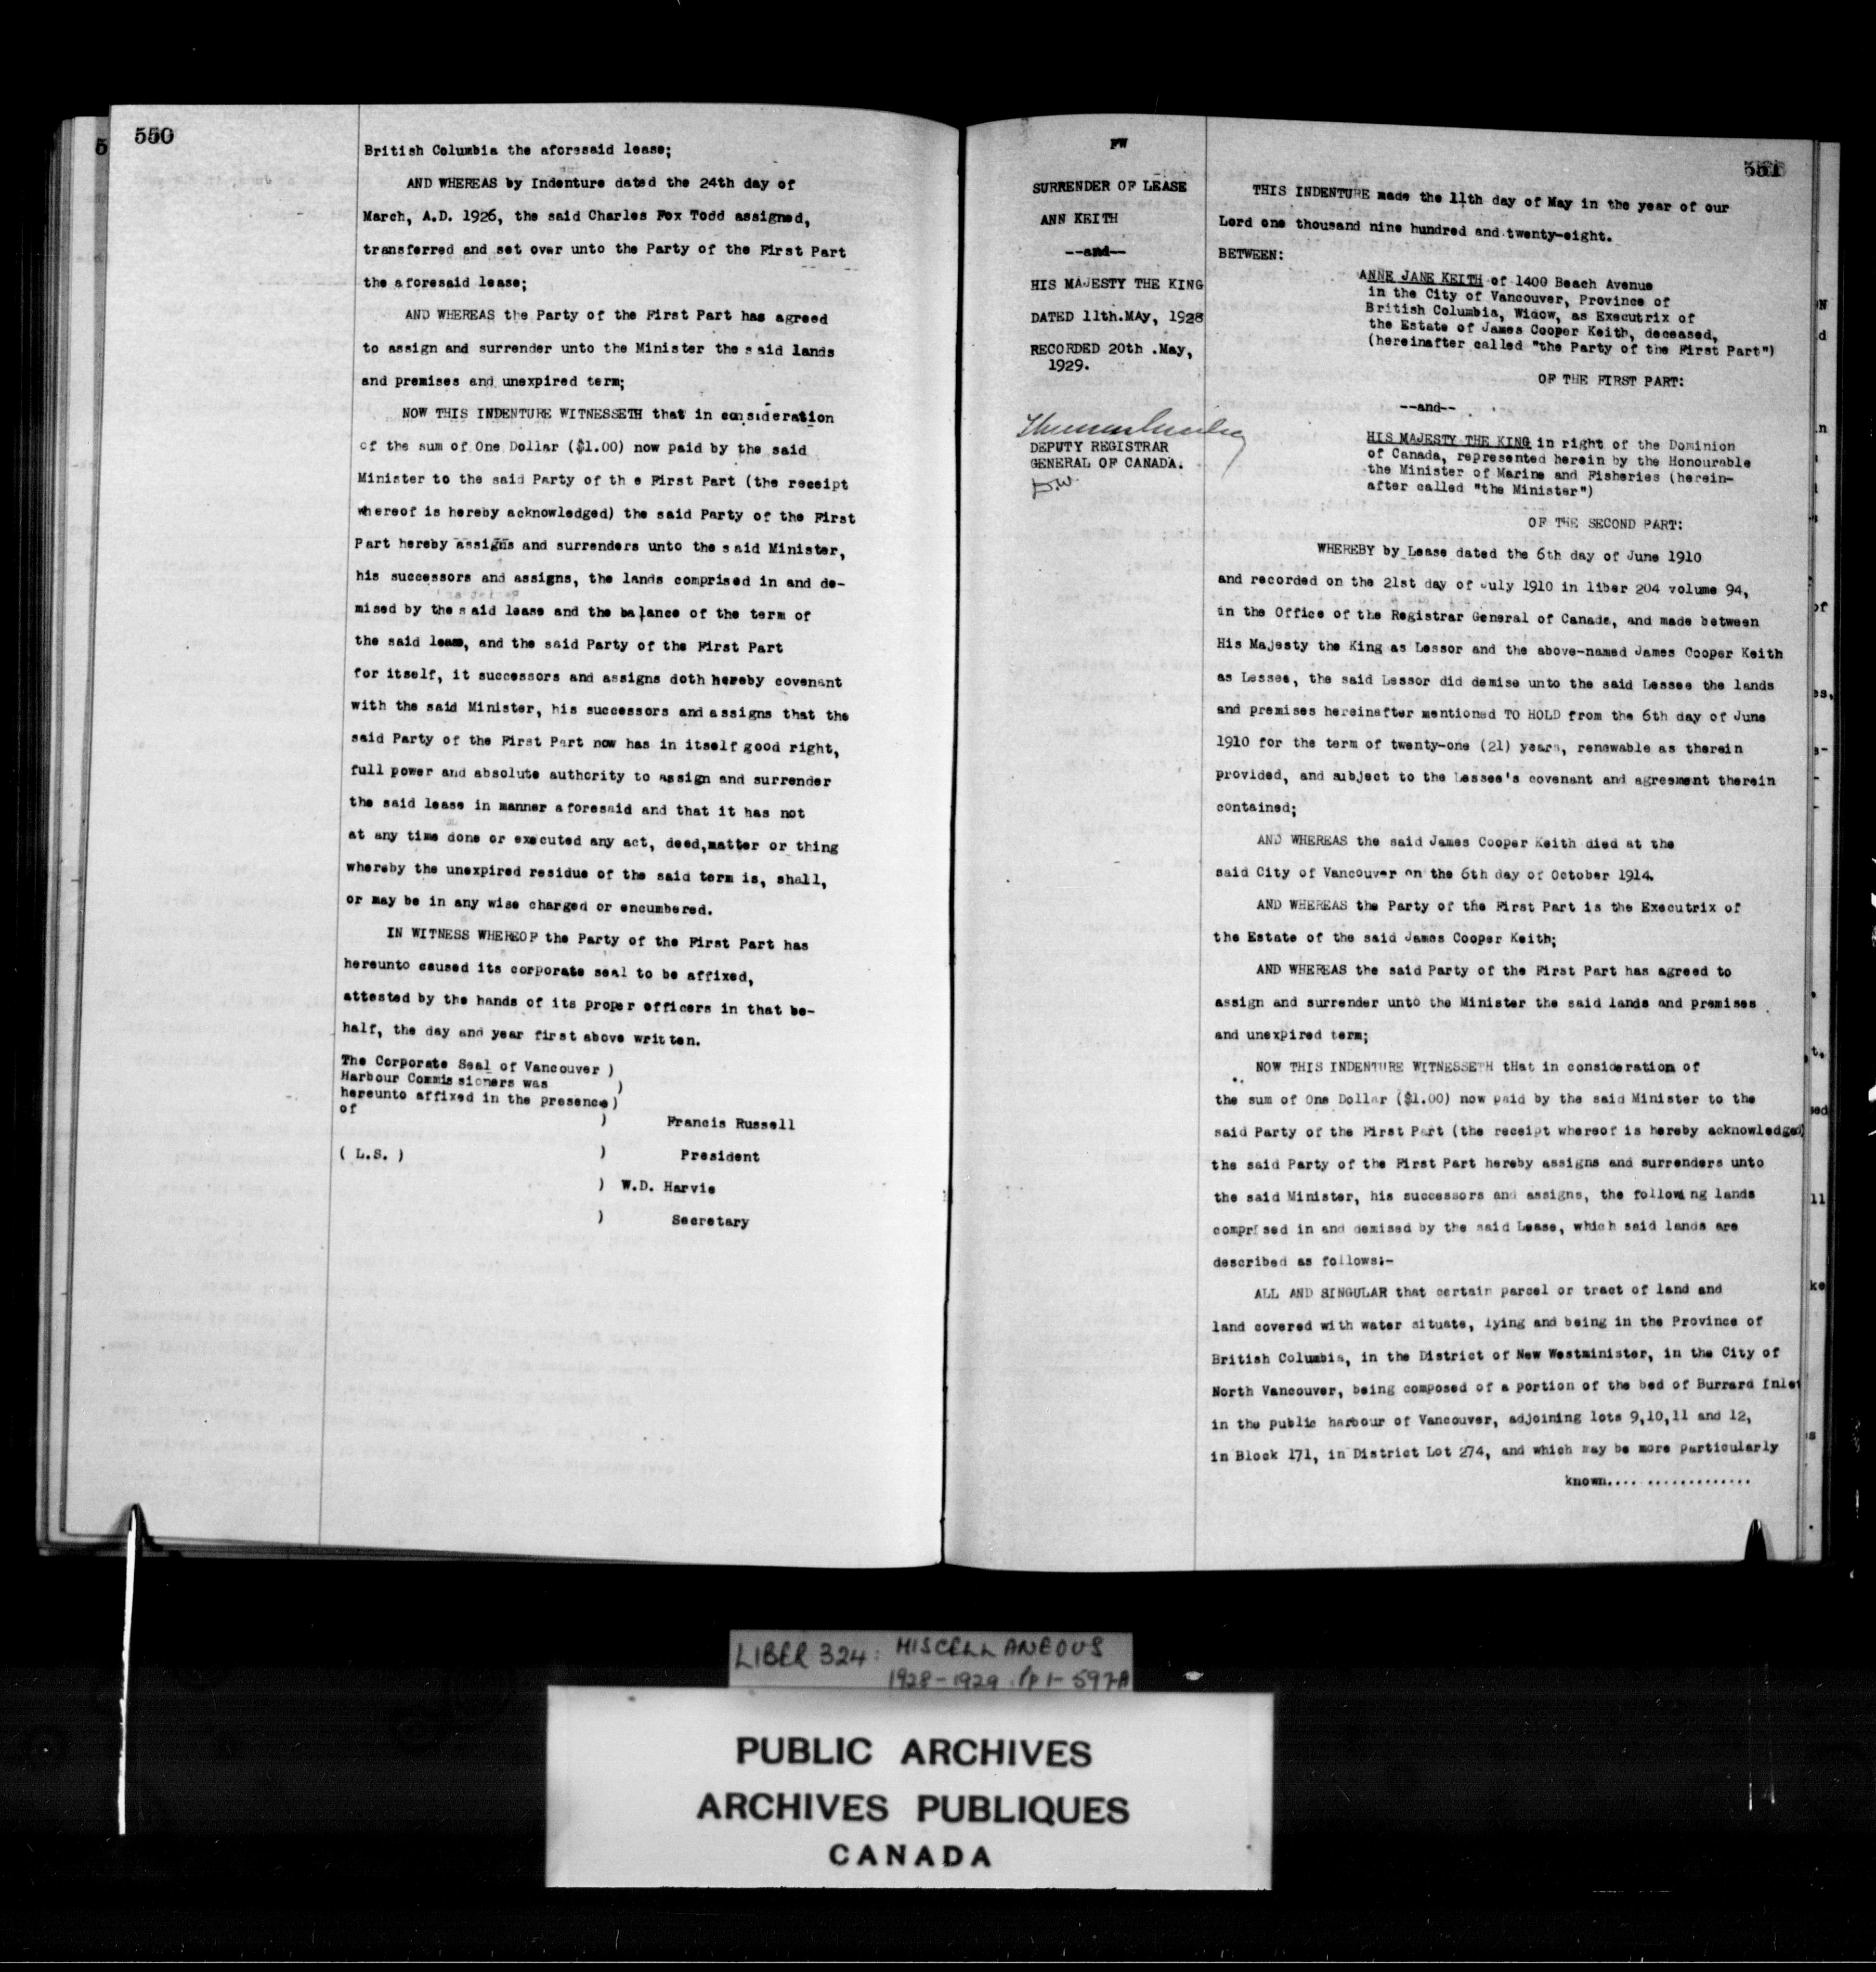 550
British Columbia the aforesaid lease;
AND WHEREAS by Indenture dated the 24th day of
March, A.D. 1926, the said Charles Fox Todd assigned,
transferred and set over unto the Party of the First Part
the aforesaid lease;
AND WHEREAS the Party of the First Part has agreed
to assign and surrender unto the Minister the said lands
and premises and unexpired term;
NOW THIS INDENTURE WITNESSETH that in consideration
of the sum of One Dollar ($1.00) now paid by the said
Minister to the said Party of th e First Part (the receipt
whereof is hereby acknowledged) the said Party of the First
Part hereby assigns and surrenders unto the said Minister,
his successors and assigns, the lands comprised in and de-
mised by the said lease and the balance of the term of
the said lease, and the said Party of the First Part
for itself, it successors and assigns doth hereby covenant
with the said Minister, his successors and assigns that the
said Party of the First Part now has in itself good right,
full power and absolute authority to assign and surrender
the said lease in manner aforesaid and that it has not
at any time done or executed any act, deed,matter or thing
whereby the unexpired residue of the said term is, shall,
or may be in any wise charged or encumbered.
IN WITNESS WHEREOF the Party of the First Part has
hereunto caused its corporate seal to be affixed,
attested by the hands of its proper officers in that be-
half, the day and year first above written.
The Corporate Seal of Vancouver )
Harbour Commissioners was )
hereunto affixed in the presence )
of
) Francis Russell
( L.S. ) ) President
) W.D. Harvie
) Secretary
FW
SURRENDER OF LEASE
ANN KEITH
--and--
HIS MAJESTY THE KING
DATED 11th.MAY, 1928
RECORDED 20th .May,
1929.
DEPUTY REGISTRAR
GENERAL OF CANADA.
551
THIS INDENTURE made the 11th day of May in the year of our
Lord one thousand nine hundred and twenty-eight.
BETWEEN:
ANNE JANE KEITH of 1400 Beach Avenue
in the City of Vancouver, Province of
British Columbia, Widow, as Executrix of
the Estate of James Cooper Keith, deceased,
(hereinafter called "the Party of the First Part")
OF THE FIRST PART:
--and--
HIS MAJESTY THE KING in right of the Dominion
of Canada, represented herein by the Honourable
the Minister of Marine and Fisheries (herein-
after called "the Minister")
OF THE SECOND PART:
WHEREBY by Lease dated the 6th day of June 1910
and recorded on the 21st day of July 1910 in liber 204 volume 94,
in the Office of the Registrar General of Canada, and made between
His Majesty the King as Lessor and the above-named James Cooper Keith
as Lessee, the said Lessor did demise unto the said Lessee the lands
and premises hereinafter mentioned TO HOLD from the 6th day of June
1910 for the term of twenty-one (21) years, renewable as therein
provided, and subject to the Lessee's covenant and agreement therein
contained;
AND WHEREAS the said James Cooper Keith died at the
said City of Vancouver on the 6th day of October 1914.
AND WHEREAS the Party of the First Part is the Executrix of
the Estate of the said James Cooper Keith;
AND WHEREAS the said Party of the First Part has agreed to
assign and surrender unto the Minister the said lands and premises
and unexpired term;
NOW THIS INDENTURE WITNESSETH tHat in consideration of
the sum of One Dollar ($1.00) now paid by the said Minister to the
said Party of the First Part (the receipt whereof is hereby acknowledged)
the said Party of the First Part hereby assigns and surrenders unto
the said Minister, his successors and assigns, the following lands
comprised in and demised by the said Lease, which said lands are
described as follows:-
ALL AND SINGULAR that certain parcel or tract of land and
land covered with water situate, lying and being in the Province of
British Columbia, in the District of New Westminister, in the City of
North Vancouver, being composed of a portion of the bed of Burrard Inlet
in the public harbour of Vancouver, adjoining lots 9,10,11 and 12,
in Block 171, in District Lot 274, and which may be more particularly
known.... ..............
LIBER 324: MISCELLANEOUS
1928-1929. pp 1-597A
PUBLIC ARCHIVES
ARCHIVES PUBLIQUES
CANADA